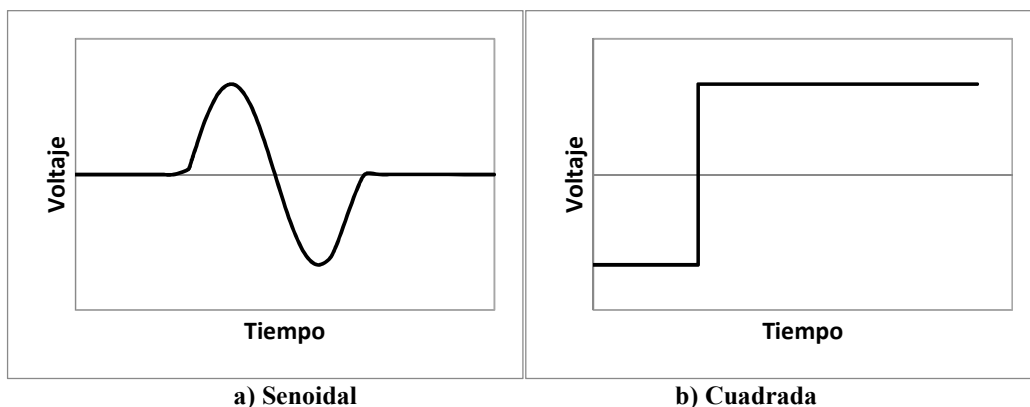 Voltaje
Tiempo
a) Senoidal
Voltaje
Tiempo
b) Cuadrada